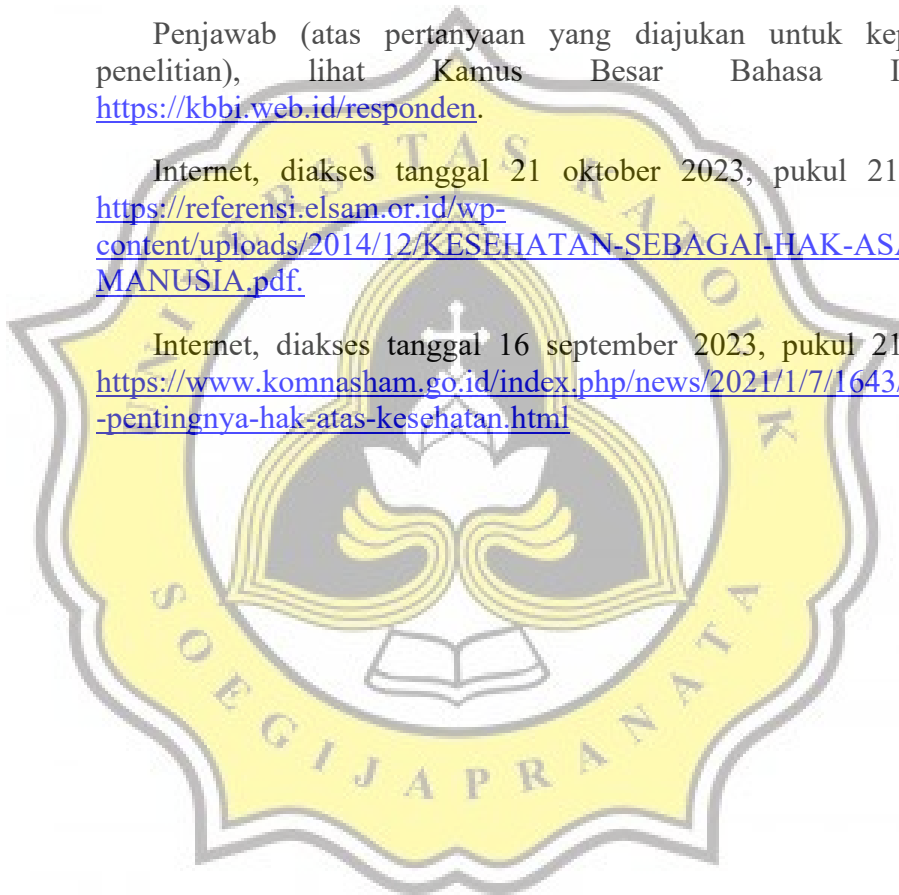 Penjawab (atas pertanyaan yang diajukan untuk kep
penelitian), lihat Kamus Besar Bahasa I
https://kbbi.web.id/responden.
Internet, diakses tanggal 21 oktober 2023, pukul 21
https://referensi.elsam.or.id/wp-
content/uploads/2014/12/KESEHATAN-SEBAGAI-HAK-ASA
MANUSIA.pdf.
Internet, diakses tanggal 16 september 2023, pukul 21
https://www.komnasham.go.id/index.php/news/2021/1/7/1643/
-pentingnya-hak-atas-kesehatan.html
UNIVERSITAS KATOLIK
SOEGIJAPRANATA